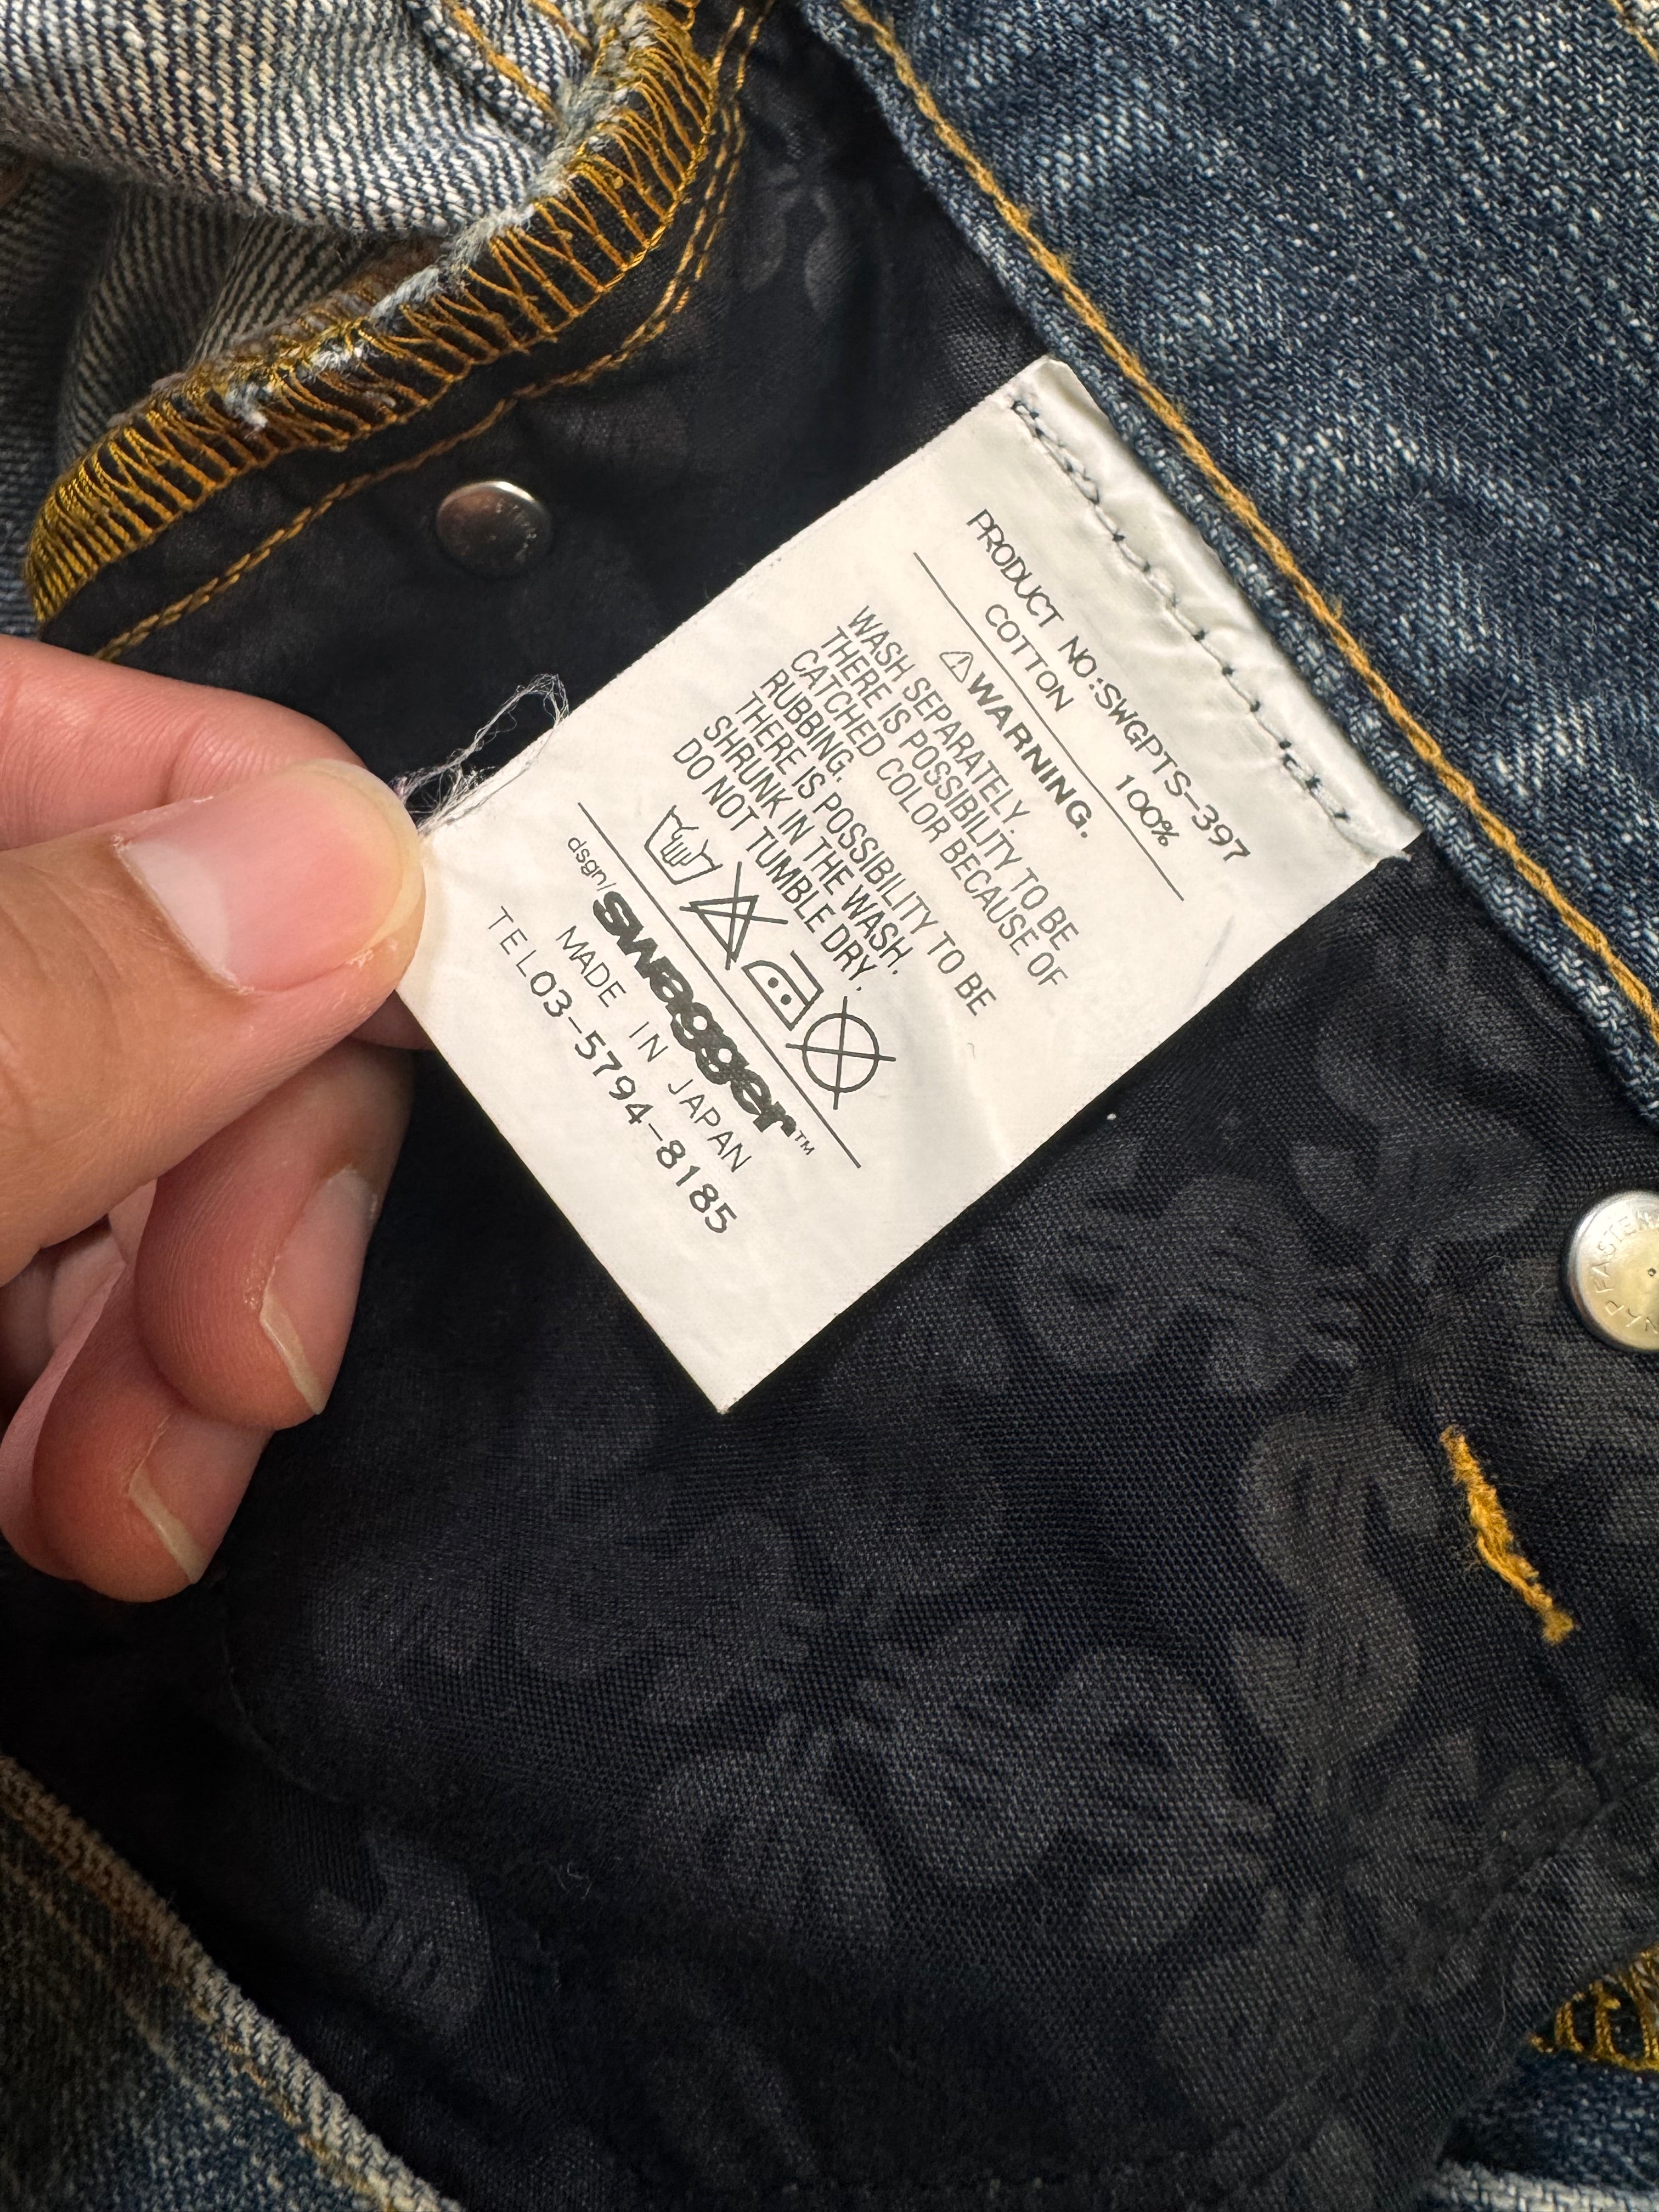 PRODUCT NO:SWGPTS-397
COTTON 100%
⚠WARNING.
WASH SEPARATELY.
THERE IS POSSIBILITY TO BE
CATCHED COLOR BECAUSE OF
RUBBING.
THERE IS POSSIBILITY TO BE
SHRUNK IN THE WASH.
DO NOT TUMBLE DRY,
dsgn/swagger™
MADE IN JAPAN
TEL03-5794-8185